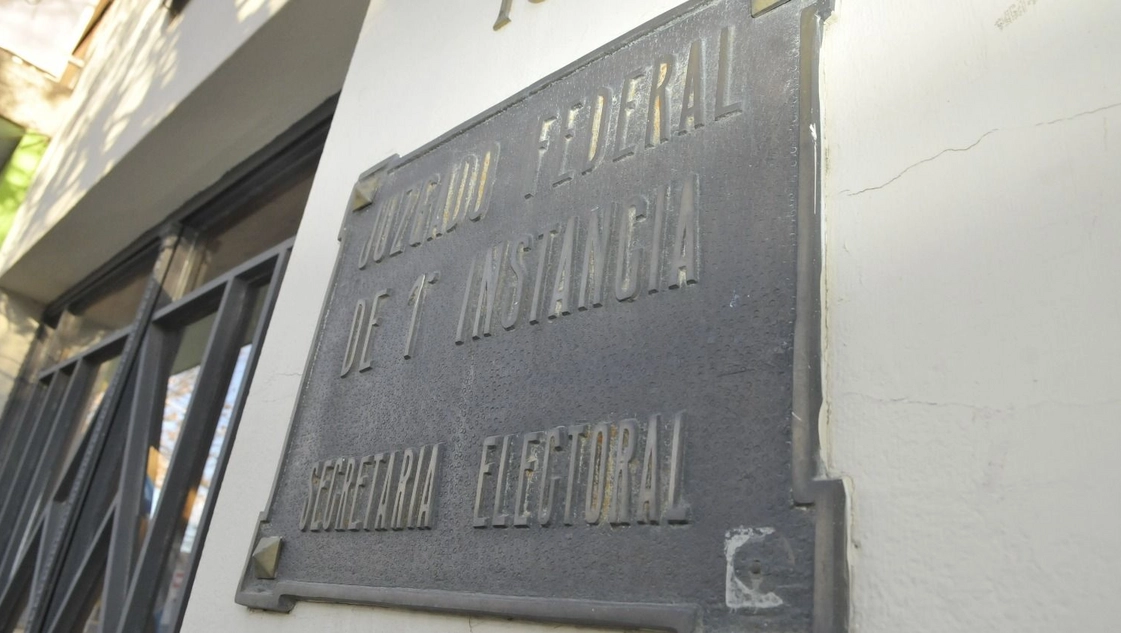 JUZGADO FEDERAL
DE 1ª INSTANCIA
SECRETARIA ELECTORAL